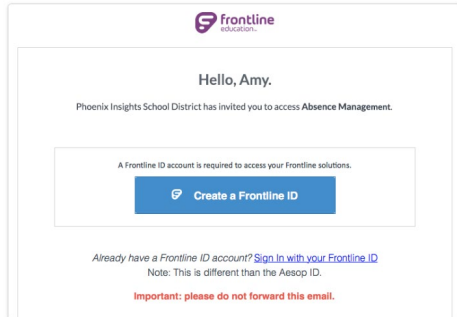 frontline
education™
Hello, Amy.
Phoenix Insights School District has invited you to access Absence Management.
A Frontline ID account is required to access your Frontline solutions.
Create a Frontline ID
Already have a Frontline ID account? Sign In with your Frontline ID
Note: This is different than the Aesop ID.
Important: please do not forward this email.